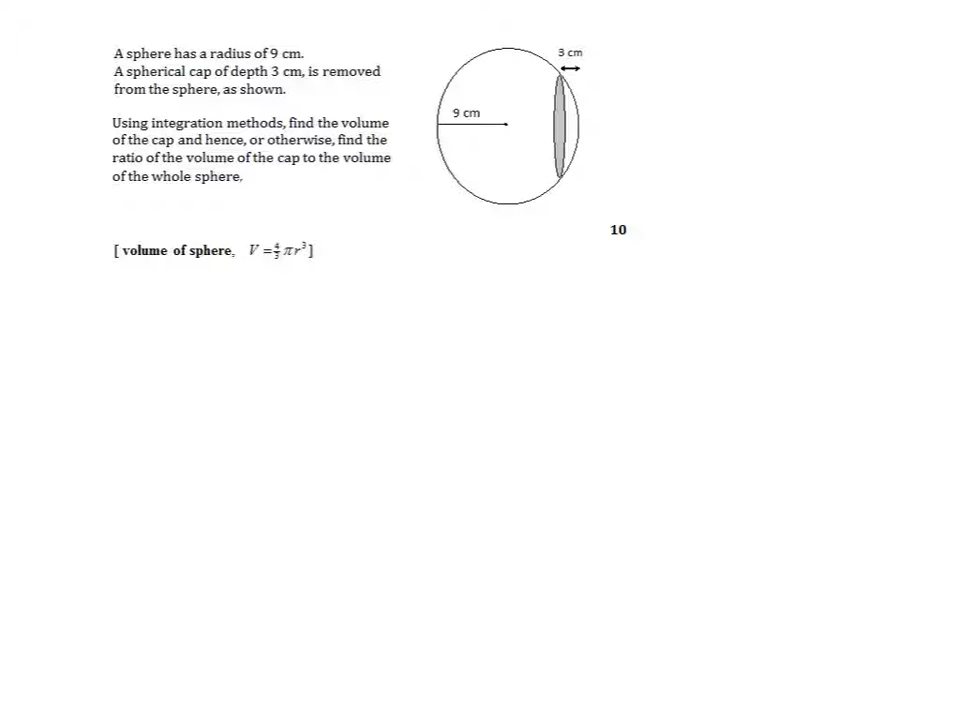 A sphere has a radius of 9 cm.
A spherical cap of depth 3 cm, is removed
from the sphere, as shown.
Using integration methods, find the volume
of the cap and hence, or otherwise, find the
ratio of the volume of the cap to the volume
of the whole sphere.
3 cm
9 cm
10
[ volume of sphere, V = 4/3 πr³ ]